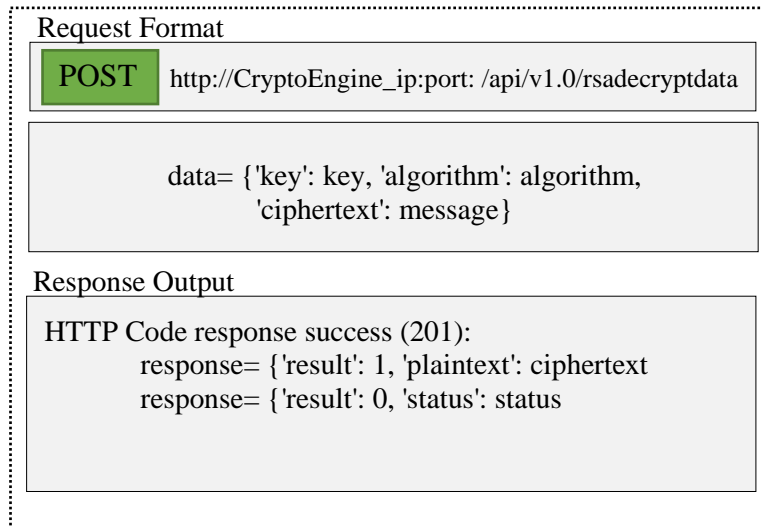 Request Format
POST http://CryptoEngine_ip:port: /api/v1.0/rsadecryptdata
data= {'key': key, 'algorithm': algorithm,
'ciphertext': message}
Response Output
HTTP Code response success (201):
response= {'result': 1, 'plaintext': ciphertext
response= {'result': 0, 'status': status